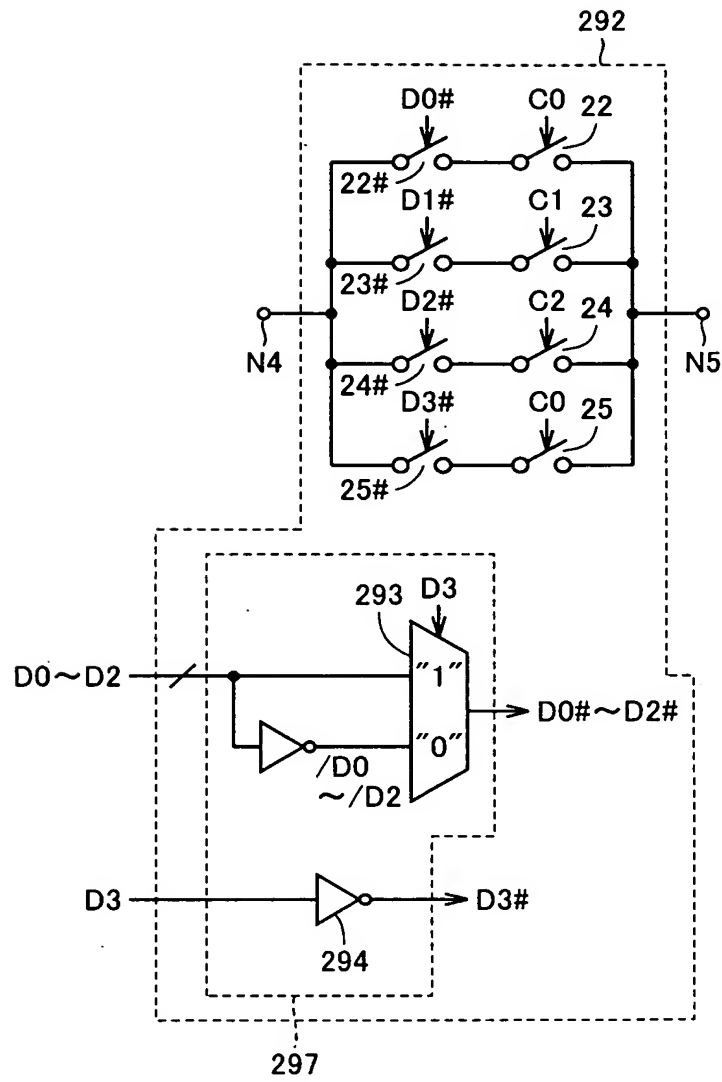 292
D0# C0 22
22#
D1# C1 23
23#
D2# C2 24
N4 N5
24#
D3# C0 25
25#
293 D3
D0～D2 "1"
D0#～D2#
"0"
/D0
～/D2
D3 D3#
294
297